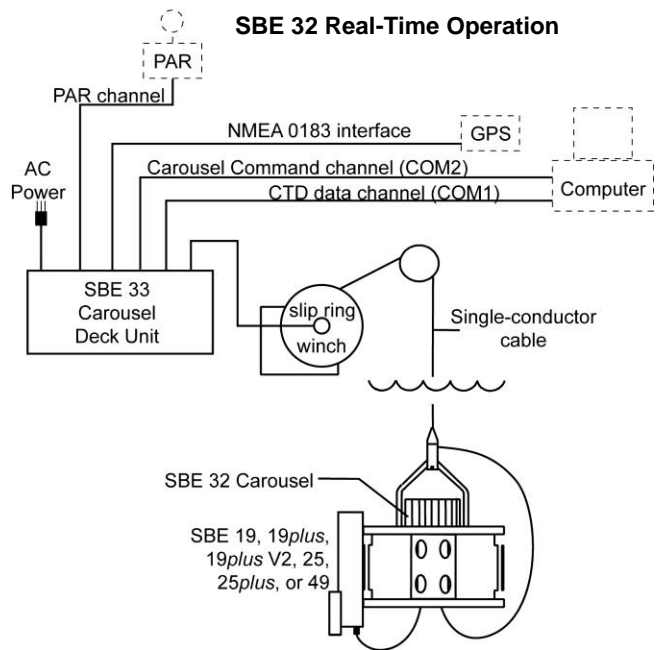 SBE 32 Real-Time Operation
PAR
PAR channel
NMEA 0183 interface
GPS
AC
Power
Carousel Command channel (COM2)
CTD data channel (COM1)
Computer
SBE 33
Carousel
Deck Unit
slip ring
winch
Single-conductor
cable
SBE 32 Carousel
SBE 19, 19plus,
19plus V2, 25,
25plus, or 49